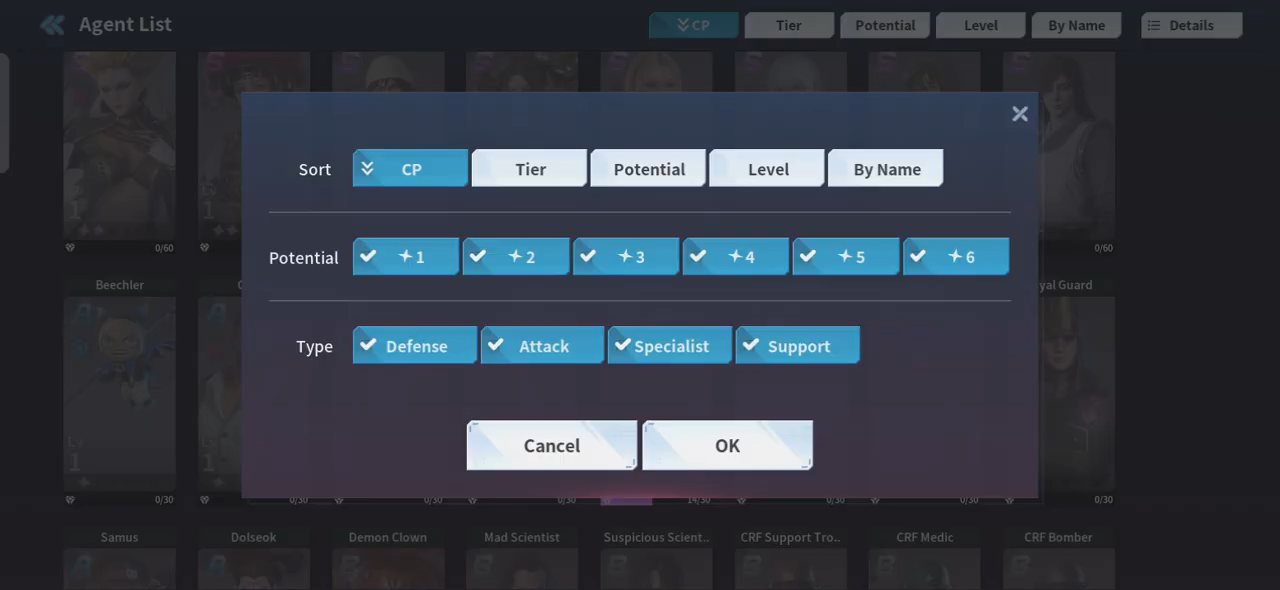 Agent List
CP Tier Potential Level By Name Details
0/60 0/60
Sort CP Tier Potential Level By Name
Potential 1 2 3 4 5 6
Beechler
Type Defense Attack Specialist Support
Cancel OK
0/30 0/30 0/30 0/30 14/30 0/30 0/30 0/30
Samus Dolseok Demon Clown Mad Scientist Suspicious Scient.. CRF Support Tro.. CRF Medic CRF Bomber